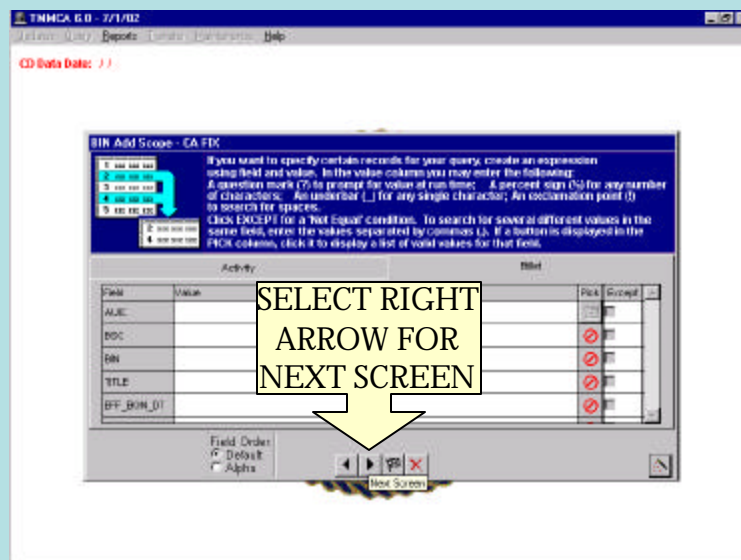 TNMCA 6.0 - 7/1/02
Query Reports Maintenance Help
CD Data Date: / /
BIN Add Scope - CA FIX
If you want to specify certain records for your query, create an expression
using field and value. In the value column you may enter the following:
A question mark (?) to prompt for value at run time; A percent sign (%) for any number
of characters; An underbar (_) for any single character; An exclamation point (!)
to search for spaces.
Click EXCEPT for a 'Not Equal' condition. To search for several different values in the
same field, enter the values separated by commas (,). If a button is displayed in the
PICK column, click it to display a list of valid values for that field.
Activity Billet
Field Value Pick Except
AUIC
BSC
BIN
TITLE
EFF_BGN_DT
SELECT RIGHT
ARROW FOR
NEXT SCREEN
Field Order
Default
Alpha
Next Screen